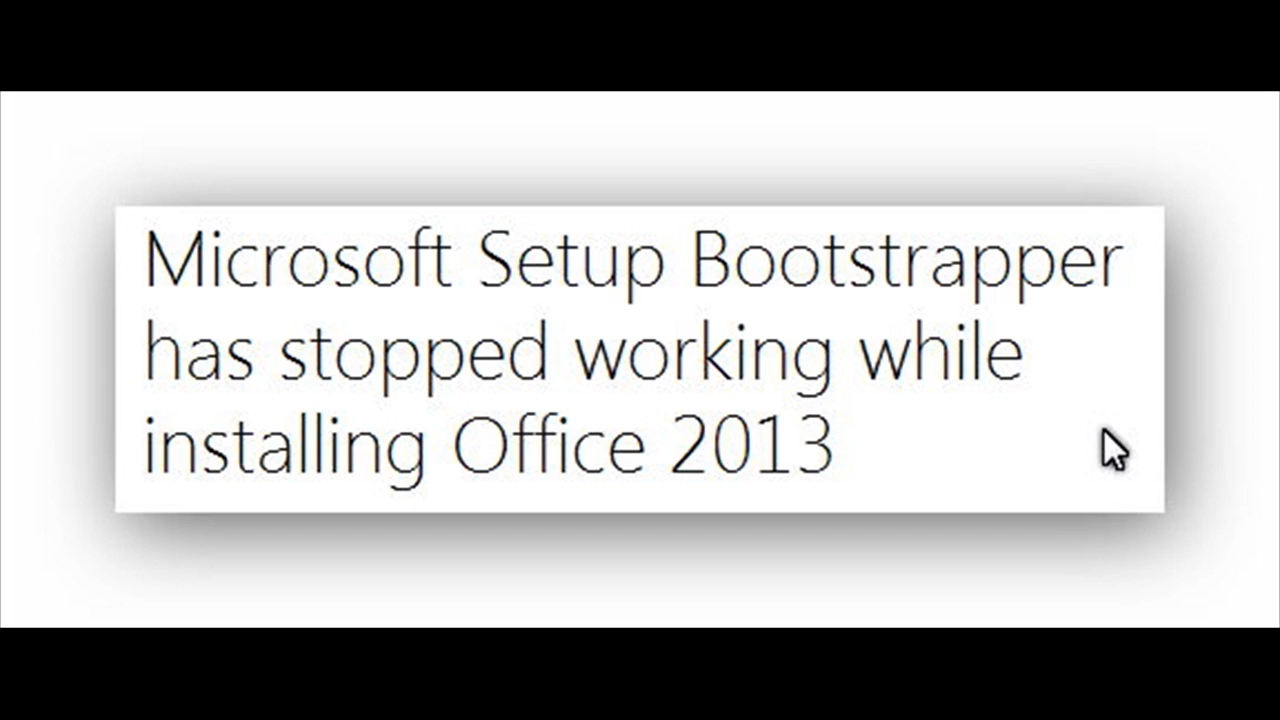 Microsoft Setup Bootstrapper
has stopped working while
installing Office 2013